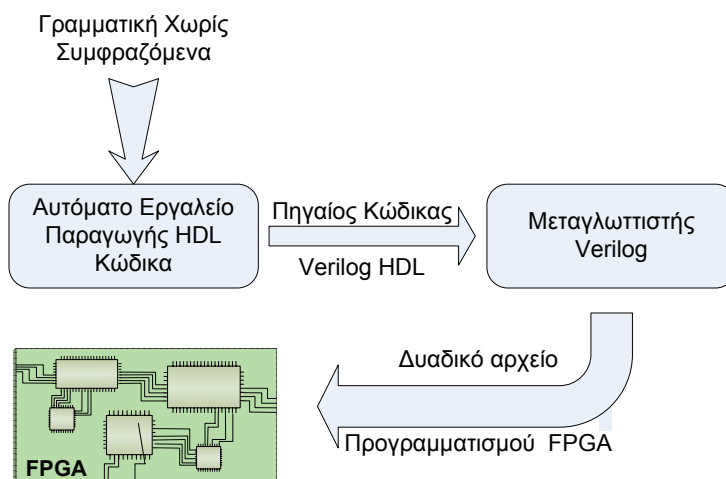 Γραμματική Χωρίς
Συμφραζόμενα
Αυτόματο Εργαλείο
Παραγωγής HDL
Κώδικα
Πηγαίος Κώδικας
Verilog HDL
Μεταγλωττιστής
Verilog
Δυαδικό αρχείο
Προγραμματισμού FPGA
FPGA